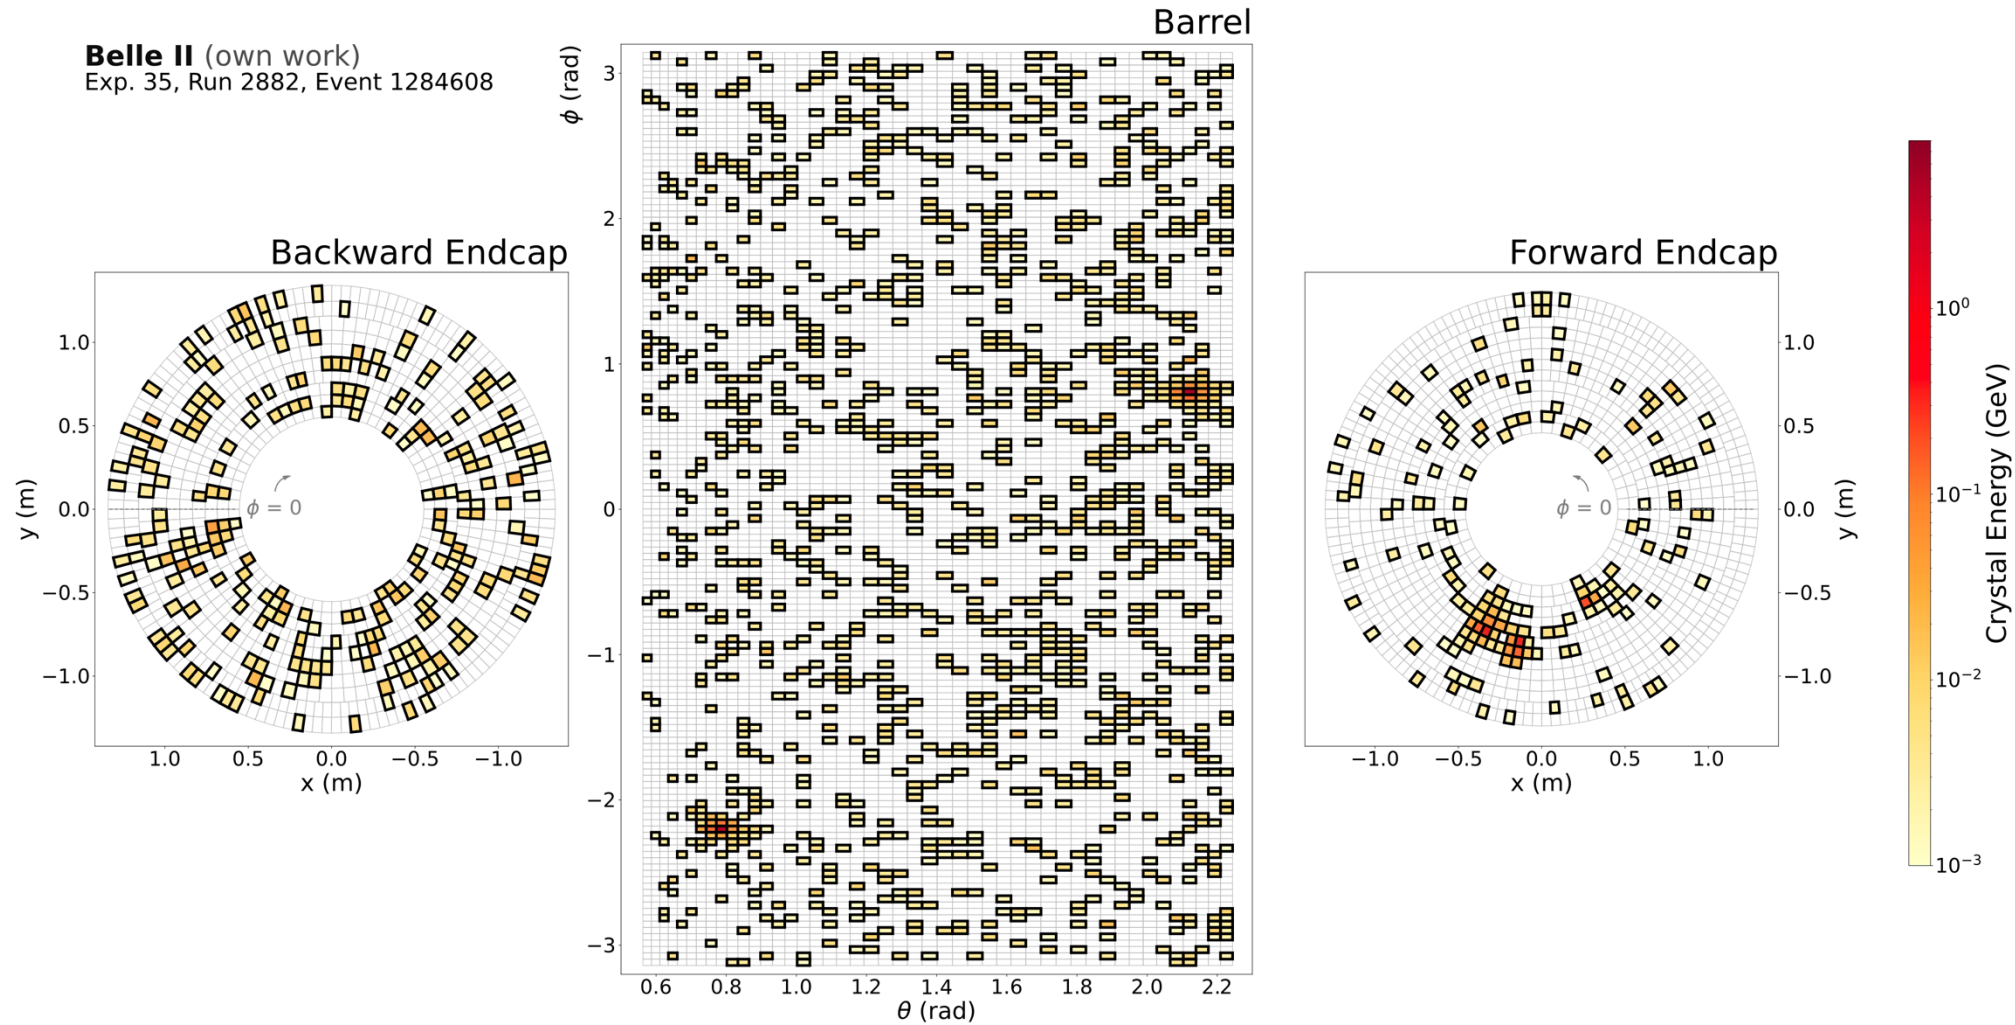 Belle II (own work)
Exp. 35, Run 2882, Event 1284608
Barrel
ϕ (rad)
3
2
1
0
−1
−2
−3
0.6 0.8 1.0 1.2 1.4 1.6 1.8 2.0 2.2
θ (rad)
Backward Endcap
y (m)
1.0
0.5
0.0
−0.5
−1.0
ϕ = 0
1.0 0.5 0.0 −0.5 −1.0
x (m)
Forward Endcap
ϕ = 0
1.0
0.5
0.0
−0.5
−1.0
y (m)
−1.0 −0.5 0.0 0.5 1.0
x (m)
10⁰
10⁻¹
10⁻²
10⁻³
Crystal Energy (GeV)